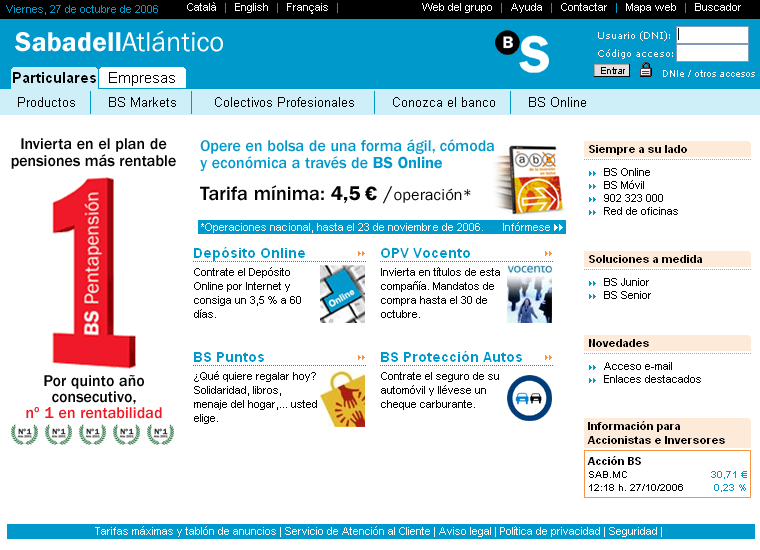 Viernes, 27 de octubre de 2006
Català | English | Français |
Web del grupo | Ayuda | Contactar | Mapa web | Buscador
SabadellAtlántico
BS
Usuario (DNI):
Código acceso:
Entrar
DNIe / otros accesos
Particulares
Empresas
Productos
BS Markets
Colectivos Profesionales
Conozca el banco
BS Online
Invierta en el plan de
pensiones más rentable
1
BS Pentapensión
Por quinto año
consecutivo,
nº 1 en rentabilidad
Nº1
Nº1
Nº1
Nº1
Nº1
Opere en bolsa de una forma ágil, cómoda
y económica a través de BS Online
Tarifa mínima: 4,5 € /operación*
abc
*Operaciones nacional, hasta el 23 de noviembre de 2006.
Infórmese
Depósito Online
Contrate el Depósito
Online por Internet y
consiga un 3,5 % a 60
días.
Online
OPV Vocento
Invierta en títulos de esta
compañía. Mandatos de
compra hasta el 30 de
octubre.
vocento
BS Puntos
¿Qué quiere regalar hoy?
Solidaridad, libros,
menaje del hogar,... usted
elige.
BS Protección Autos
Contrate el seguro de su
automóvil y llévese un
cheque carburante.
Siempre a su lado
BS Online
BS Móvil
902 323 000
Red de oficinas
Soluciones a medida
BS Junior
BS Senior
Novedades
Acceso e-mail
Enlaces destacados
Información para
Accionistas e Inversores
Acción BS
SAB.MC 30,71 €
12:18 h. 27/10/2006 0,23 %
Tarifas máximas y tablón de anuncios | Servicio de Atención al Cliente | Aviso legal | Política de privacidad | Seguridad |